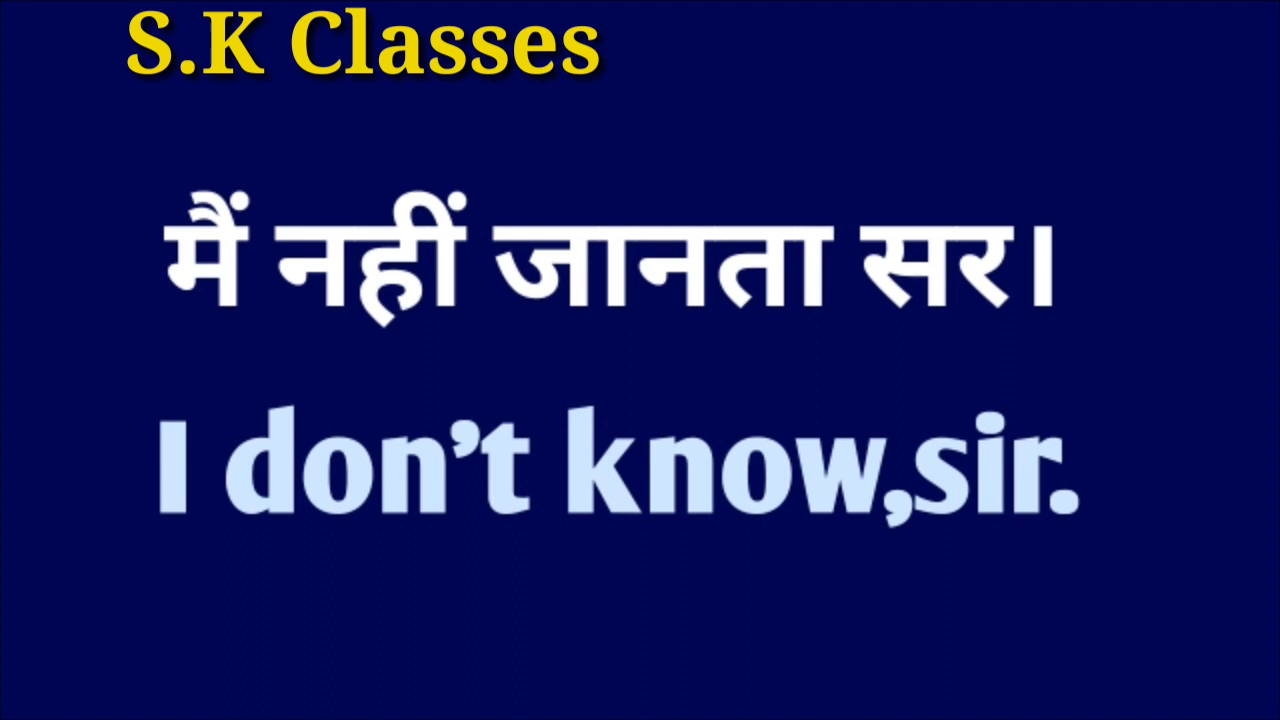 S.K Classes
मैं नहीं जानता सर।
I don't know,sir.